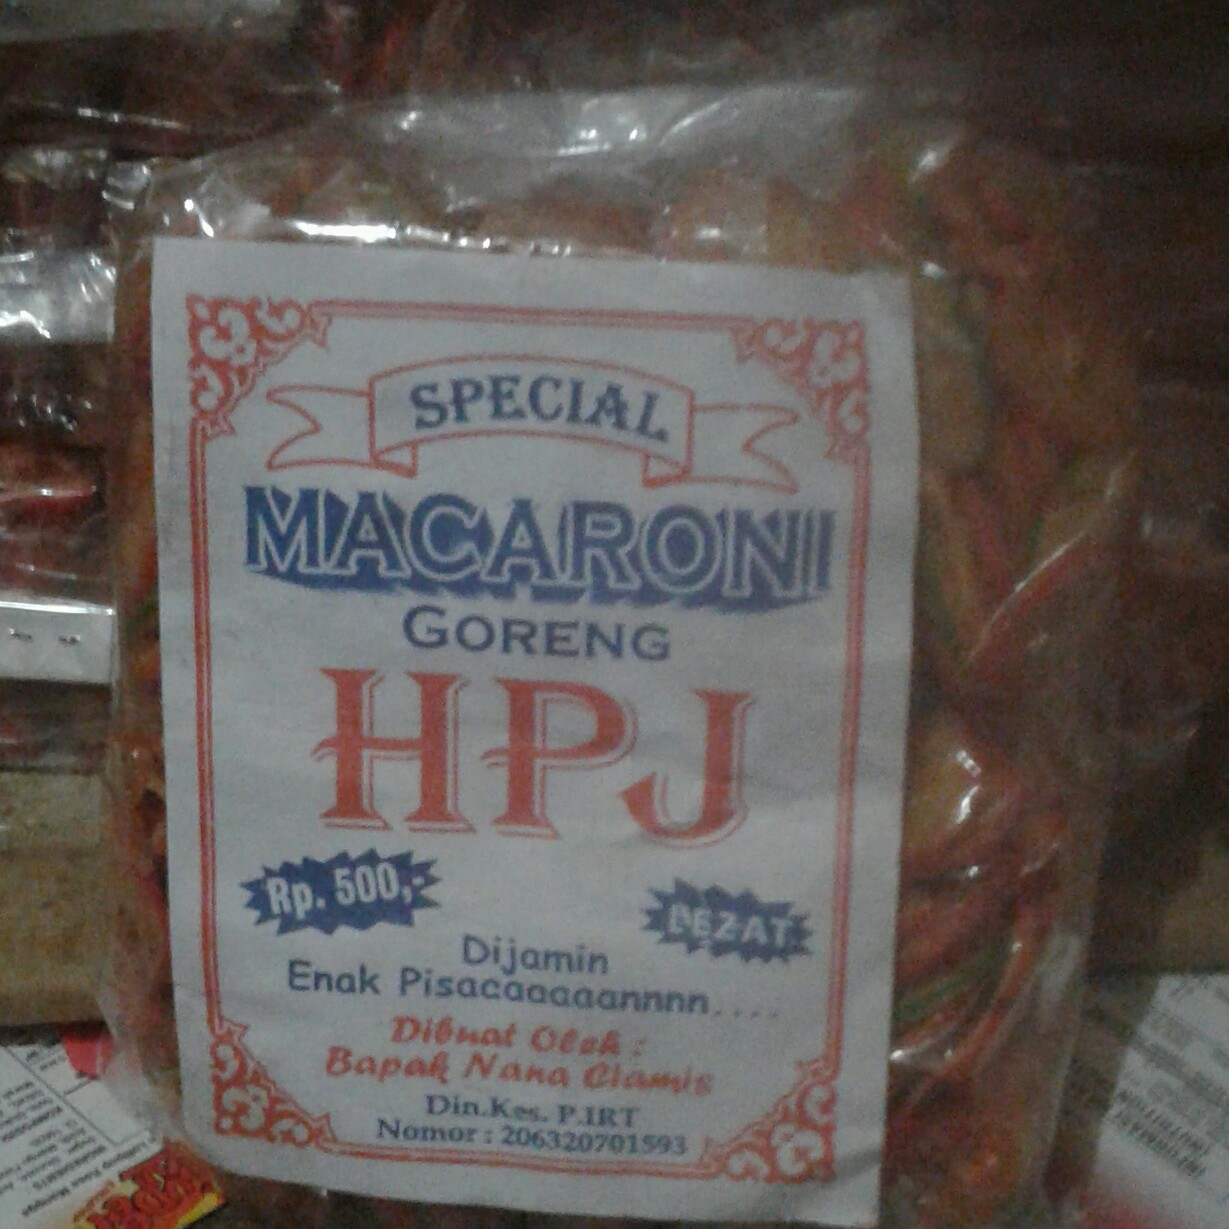 SPECIAL
MACARONI
GORENG
HPJ
Rp. 500,-
LEZAT
Dijamin
Enak Pisacaaaaaannnn....
Dibuat Oleh :
Bapak Nana Ciamis
Din.Kes. P.IRT
Nomor : 206320701593